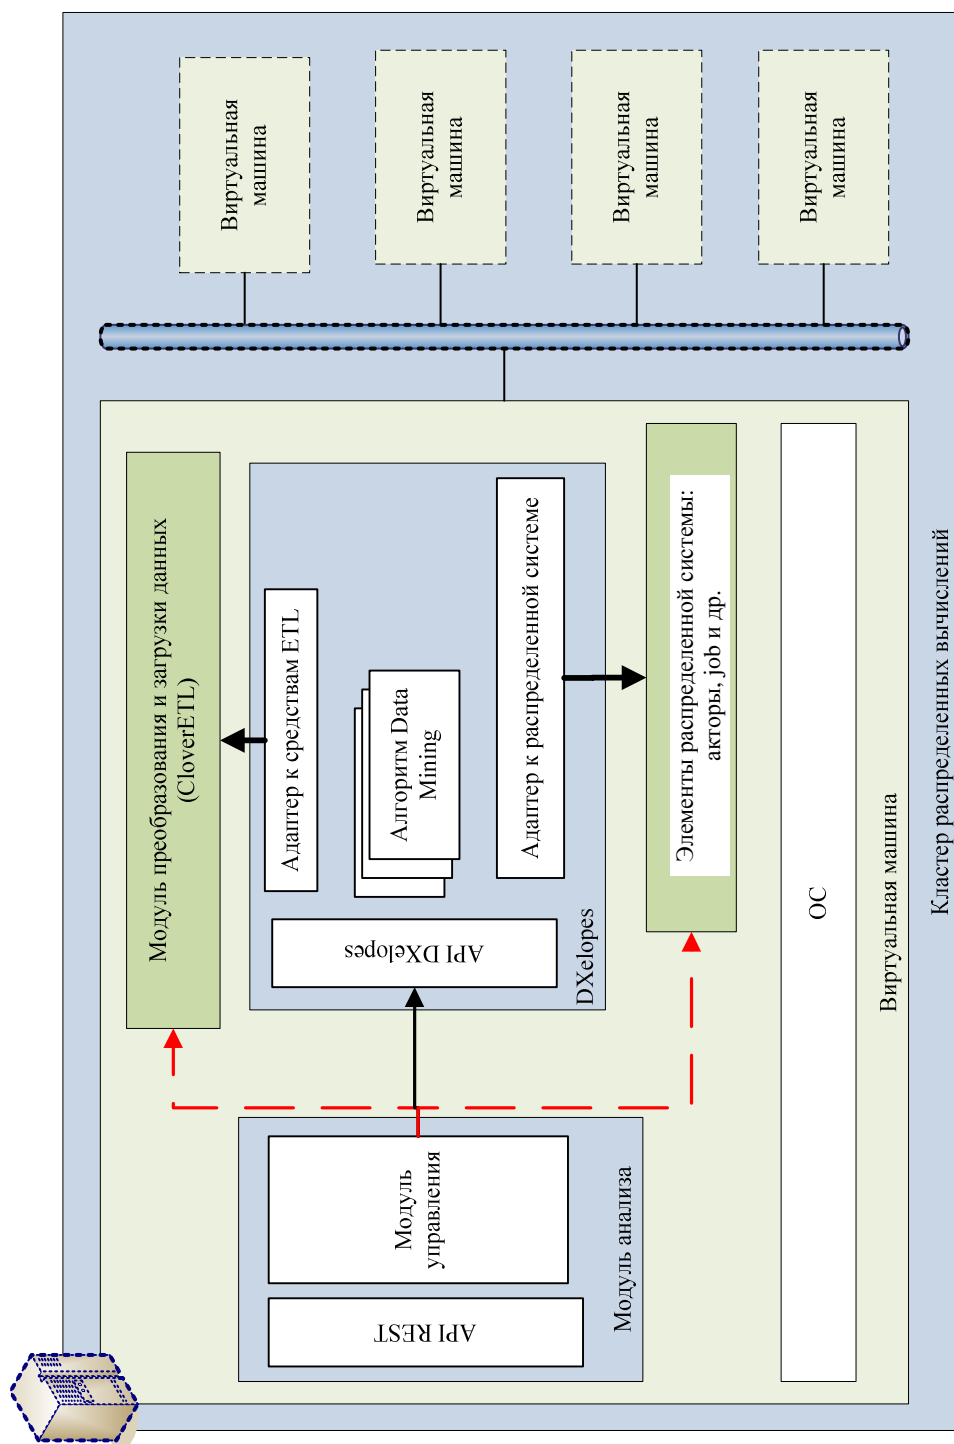 Виртуальная
машина
Виртуальная
машина
Виртуальная
машина
Виртуальная
машина
Модуль преобразования и загрузки данных
(CloverETL)
Адаптер к средствам ETL
Алгоритм Data
Mining
Адаптер к распределенной системе
API DXelopes
DXelopes
Элементы распределенной системы:
акторы, job и др.
Модуль
управления
API REST
Модуль анализа
ОС
Виртуальная машина
Кластер распределенных вычислений